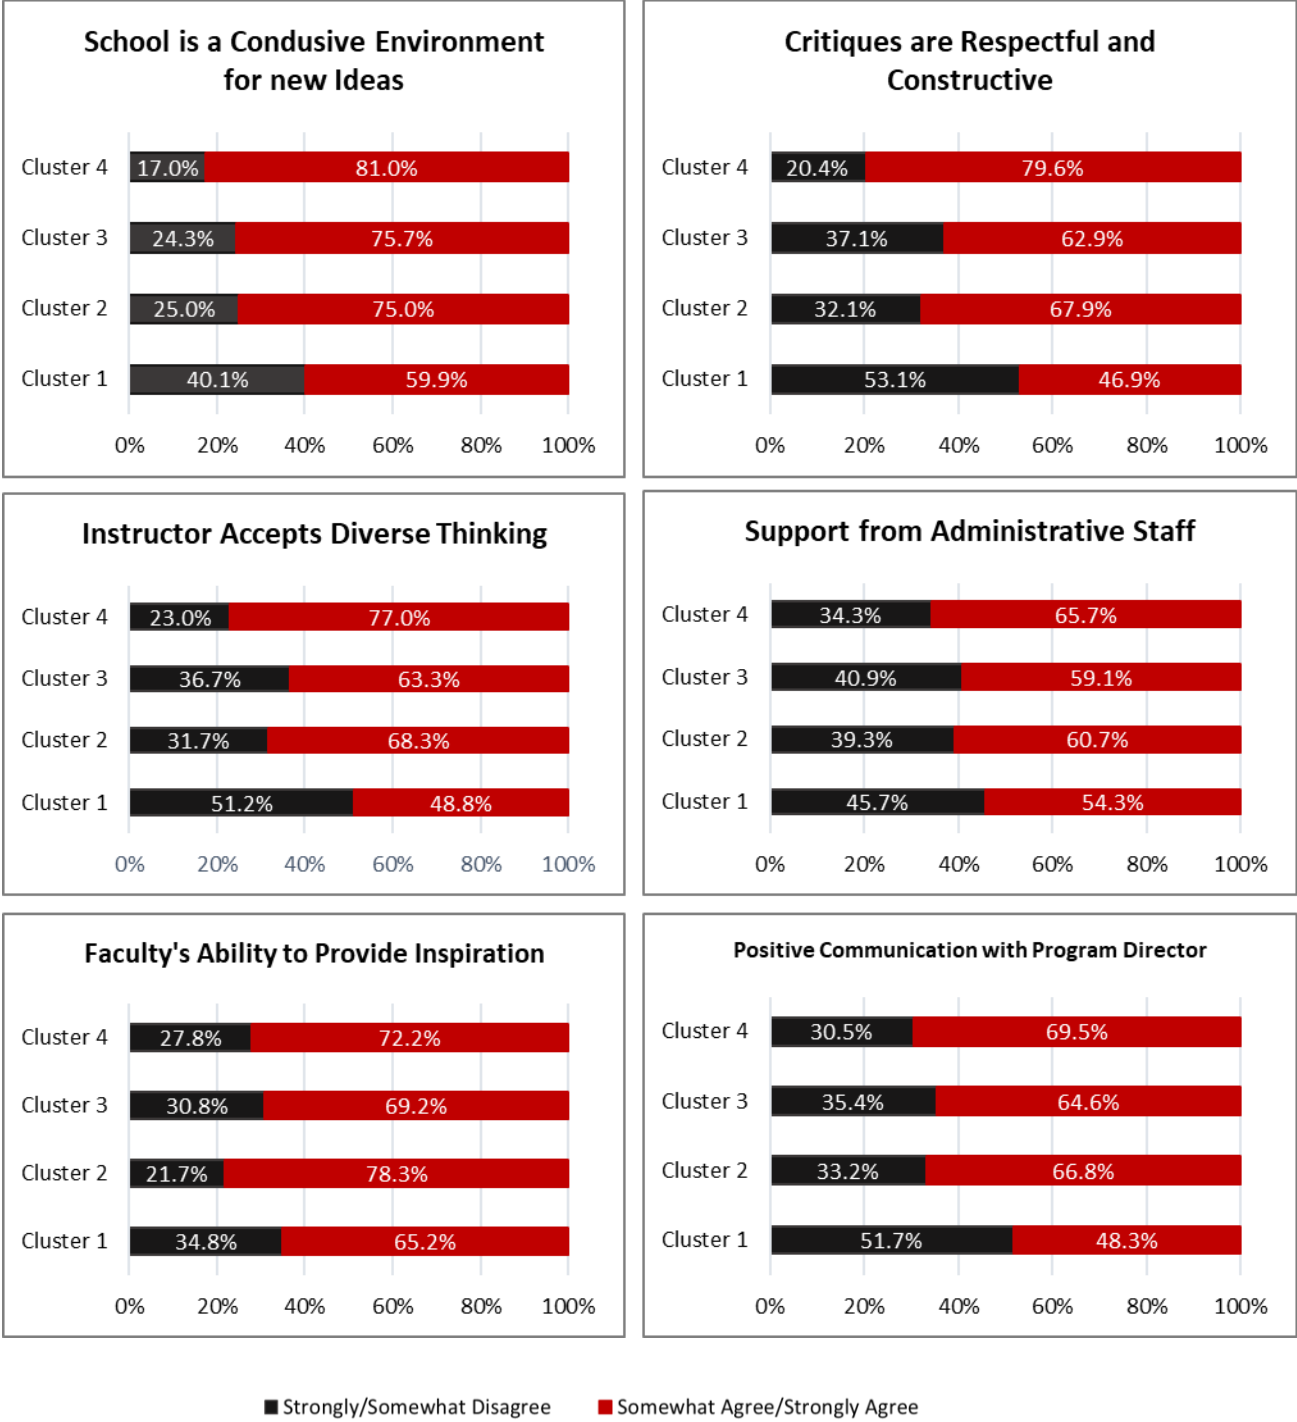 School is a Condusive Environment
for new Ideas
Cluster 4 17.0% 81.0%
Cluster 3 24.3% 75.7%
Cluster 2 25.0% 75.0%
Cluster 1 40.1% 59.9%
0% 20% 40% 60% 80% 100%
Critiques are Respectful and
Constructive
Cluster 4 20.4% 79.6%
Cluster 3 37.1% 62.9%
Cluster 2 32.1% 67.9%
Cluster 1 53.1% 46.9%
0% 20% 40% 60% 80% 100%
Instructor Accepts Diverse Thinking
Cluster 4 23.0% 77.0%
Cluster 3 36.7% 63.3%
Cluster 2 31.7% 68.3%
Cluster 1 51.2% 48.8%
0% 20% 40% 60% 80% 100%
Support from Administrative Staff
Cluster 4 34.3% 65.7%
Cluster 3 40.9% 59.1%
Cluster 2 39.3% 60.7%
Cluster 1 45.7% 54.3%
0% 20% 40% 60% 80% 100%
Faculty's Ability to Provide Inspiration
Cluster 4 27.8% 72.2%
Cluster 3 30.8% 69.2%
Cluster 2 21.7% 78.3%
Cluster 1 34.8% 65.2%
0% 20% 40% 60% 80% 100%
Positive Communication with Program Director
Cluster 4 30.5% 69.5%
Cluster 3 35.4% 64.6%
Cluster 2 33.2% 66.8%
Cluster 1 51.7% 48.3%
0% 20% 40% 60% 80% 100%
Strongly/Somewhat Disagree Somewhat Agree/Strongly Agree